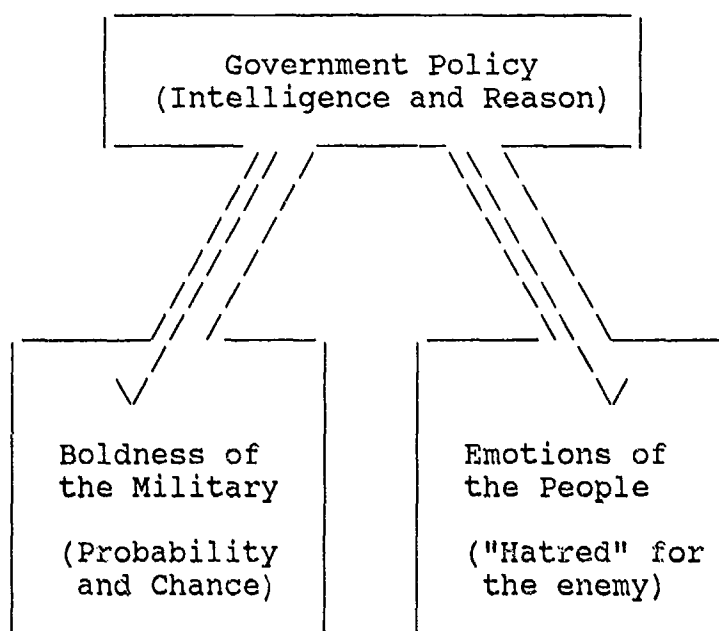 Government Policy
(Intelligence and Reason)
Boldness of
the Military
(Probability
and Chance)
Emotions of
the People
("Hatred" for
the enemy)